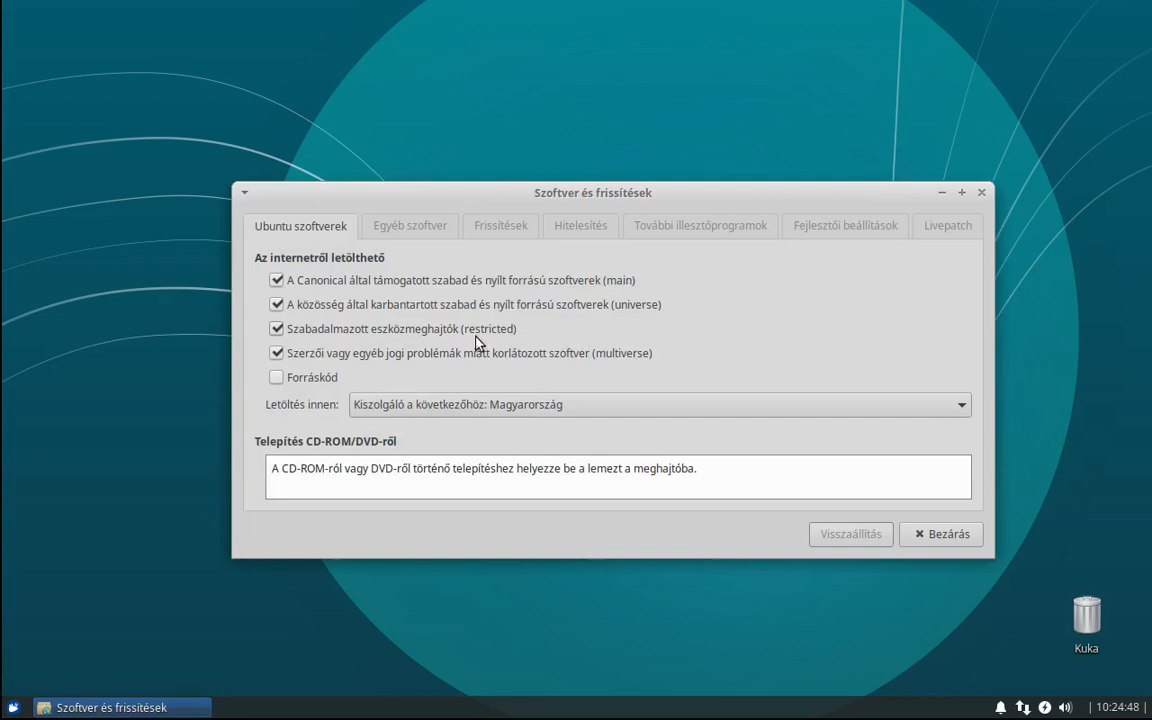 Szoftver és frissítések
Ubuntu szoftverek
Egyéb szoftver
Frissítések
Hitelesítés
További illesztőprogramok
Fejlesztői beállítások
Livepatch
Az internetről letölthető
A Canonical által támogatott szabad és nyílt forrású szoftverek (main)
A közösség által karbantartott szabad és nyílt forrású szoftverek (universe)
Szabadalmazott eszközmeghajtók (restricted)
Szerzői vagy egyéb jogi problémák miatt korlátozott szoftver (multiverse)
Forráskód
Letöltés innen: Kiszolgáló a következőhöz: Magyarország
Telepítés CD-ROM/DVD-ről
A CD-ROM-ról vagy DVD-ről történő telepítéshez helyezze be a lemezt a meghajtóba.
Visszaállítás
Bezárás
Kuka
Szoftver és frissítések
10:24:48